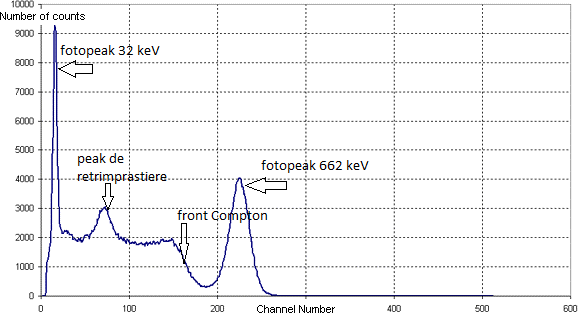 10000
Number of counts
9000
fotopeak 32 keV
8000
7000
6000
5000
peak de
retrimprastiere
fotopeak 662 keV
4000
3000
front Compton
2000
1000
0
0 100 200 300 400 500 600
Channel Number